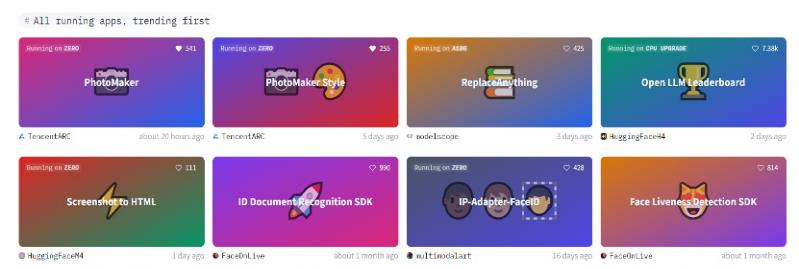 # All running apps, trending first
Running on ZERO 541
PhotoMaker
TencentARC about 20 hours ago
Running on ZERO 255
PhotoMaker Style
TencentARC 5 days ago
Running on A10G 425
ReplaceAnything
modelscope 3 days ago
Running on CPU UPGRADE 7.38k
Open LLM Leaderboard
HuggingFaceH4 2 days ago
Running on ZERO 111
Screenshot to HTML
HuggingFaceM4 1 day ago
990
ID Document Recognition SDK
FaceOnLive about 1 month ago
Running on ZERO 428
IP-Adapter-FaceID
multimodalart 16 days ago
814
Face Liveness Detection SDK
FaceOnLive about 1 month ago